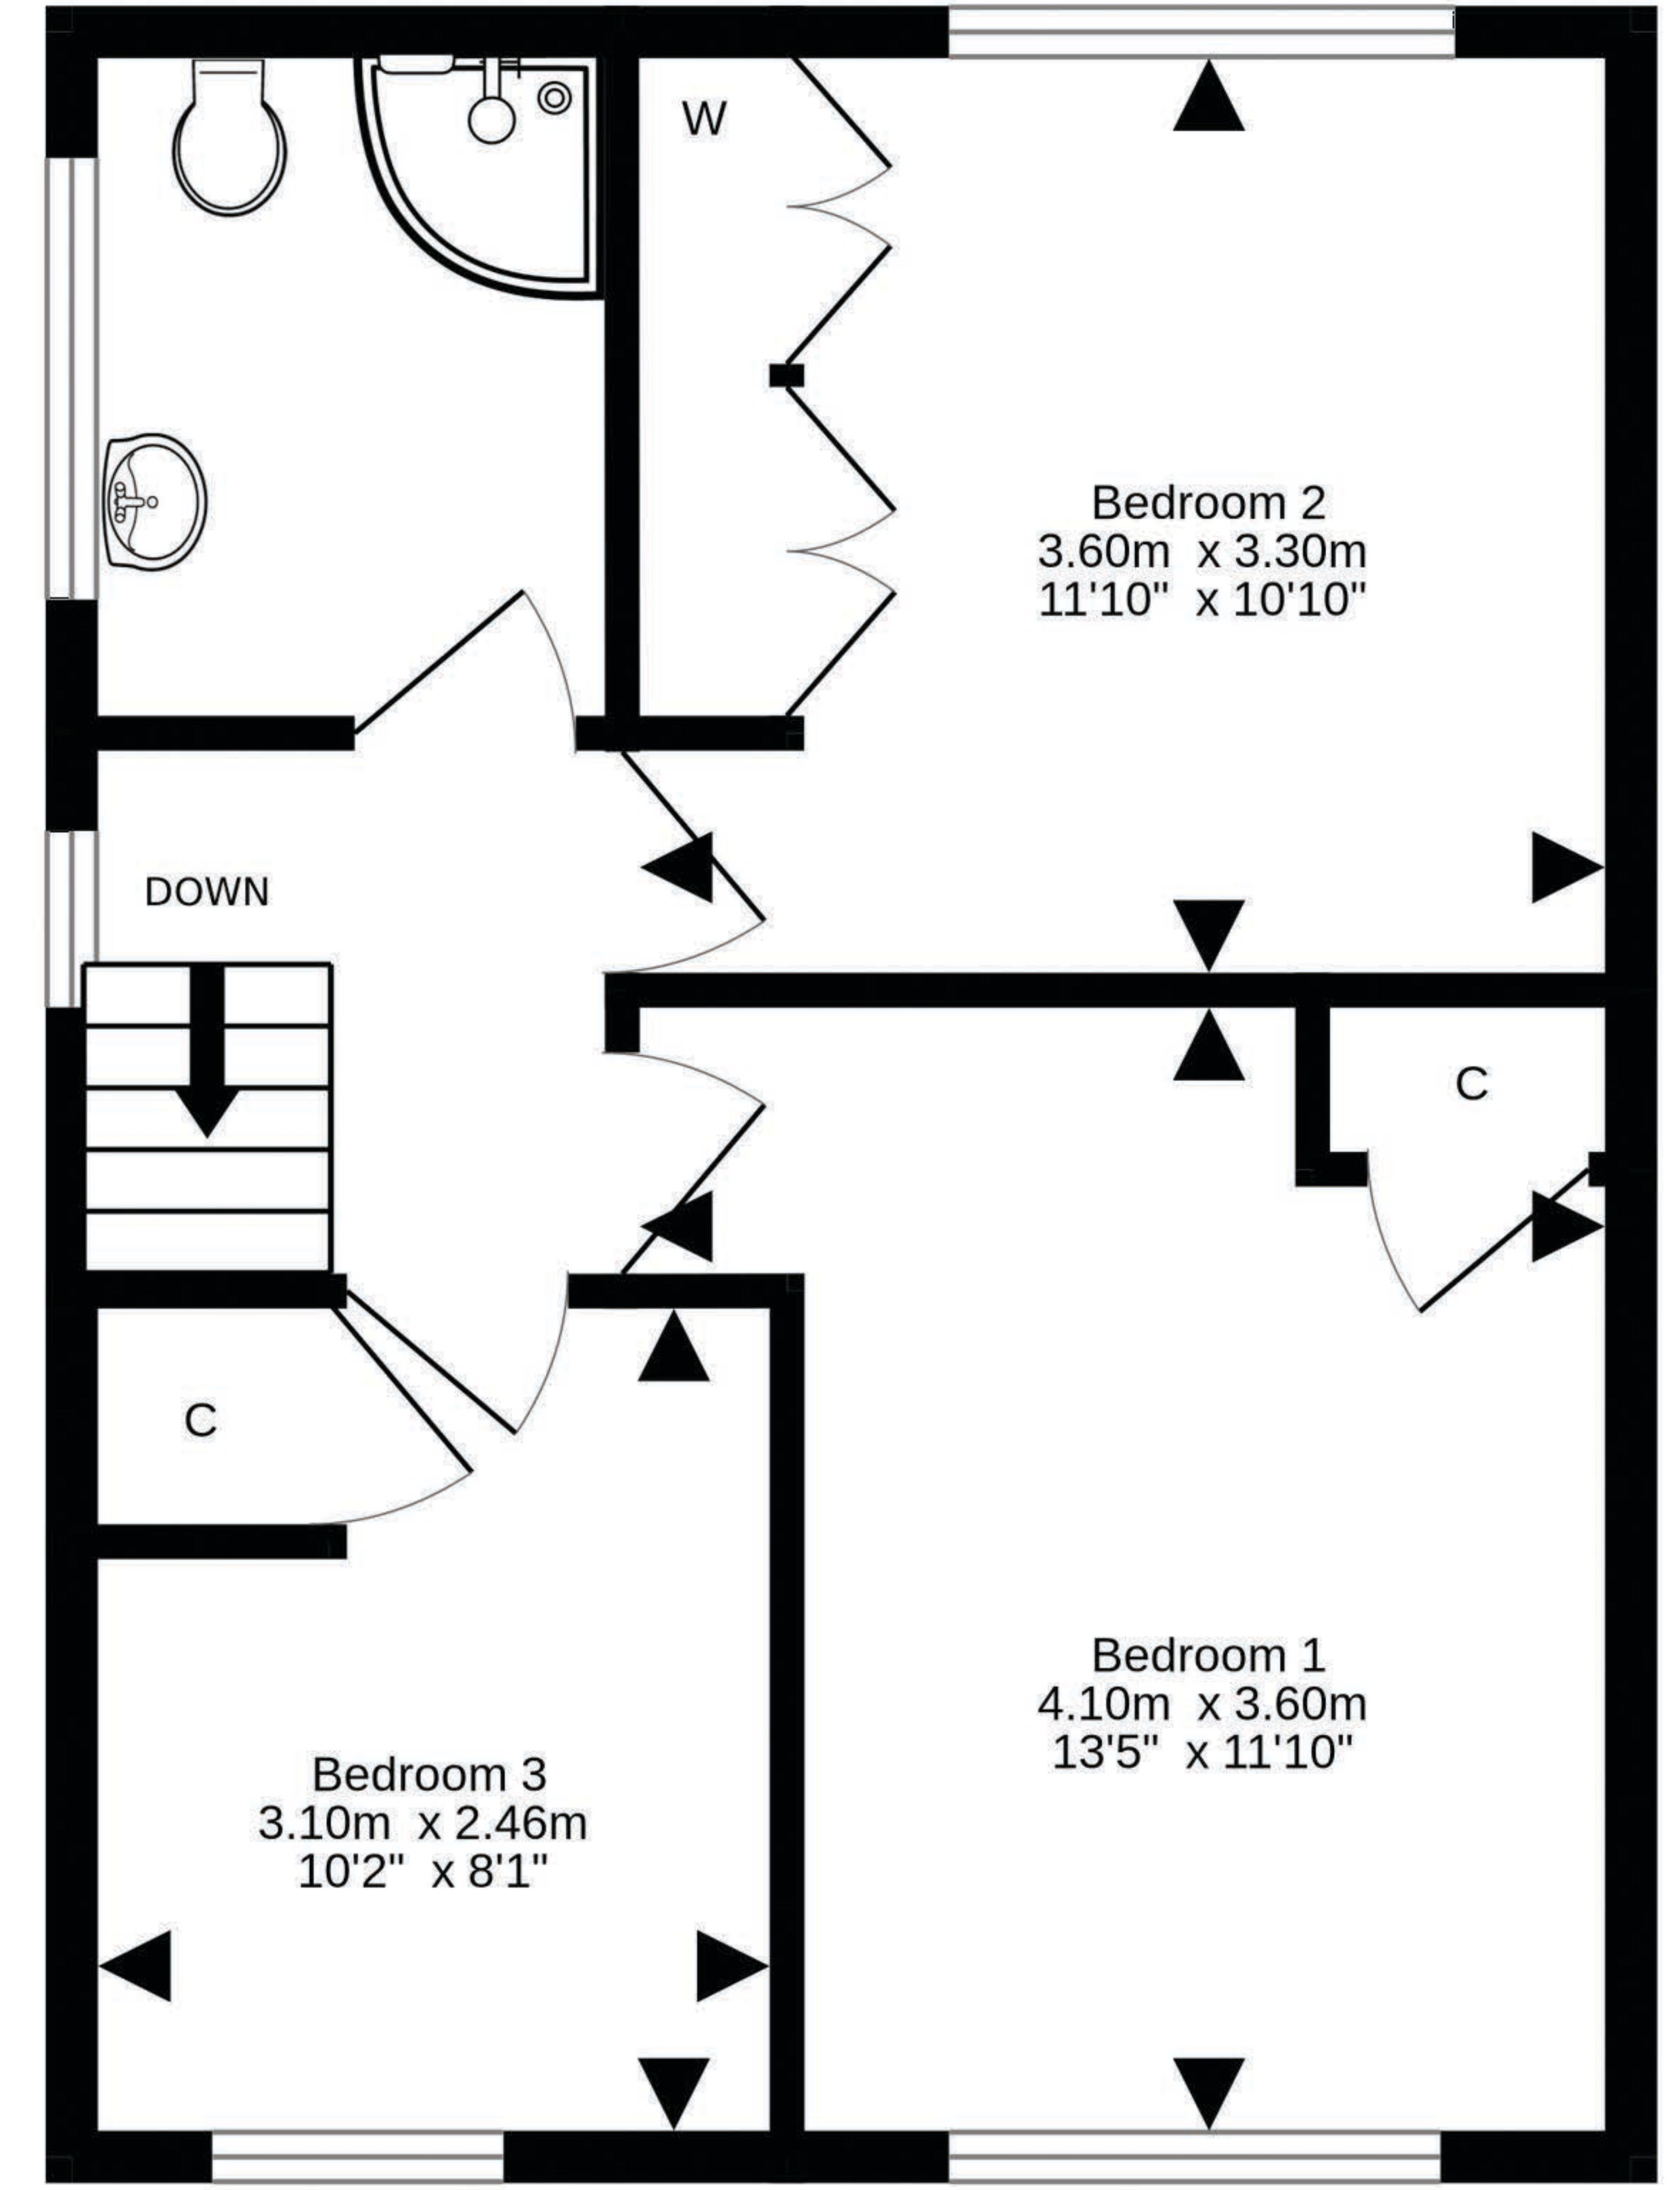 W
Bedroom 2
3.60m x 3.30m
11'10" x 10'10"
DOWN
C
C
Bedroom 1
4.10m x 3.60m
13'5" x 11'10"
Bedroom 3
3.10m x 2.46m
10'2" x 8'1"